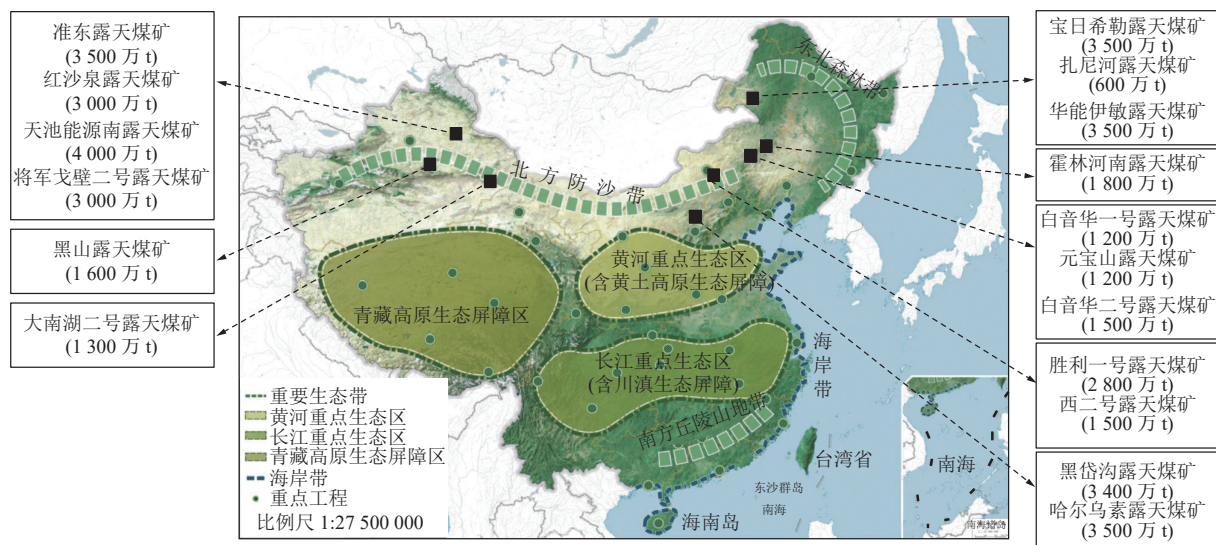 准东露天煤矿
(3 500 万 t)
红沙泉露天煤矿
(3 000 万 t)
天池能源南露天煤矿
(4 000 万 t)
将军戈壁二号露天煤矿
(3 000 万 t)
黑山露天煤矿
(1 600 万 t)
大南湖二号露天煤矿
(1 300 万 t)
东北森林带
北方防沙带
黄河重点生态区
(含黄土高原生态屏障)
青藏高原生态屏障区
长江重点生态区
(含川滇生态屏障)
海岸带
南方丘陵山地带
台湾省
东沙群岛
南海
海南岛
南海
南海诸岛
重要生态带
黄河重点生态区
长江重点生态区
青藏高原生态屏障区
海岸带
重点工程
比例尺 1:27 500 000
宝日希勒露天煤矿
(3 500 万 t)
扎尼河露天煤矿
(600 万 t)
华能伊敏露天煤矿
(3 500 万 t)
霍林河南露天煤矿
(1 800 万 t)
白音华一号露天煤矿
(1 200 万 t)
元宝山露天煤矿
(1 200 万 t)
白音华二号露天煤矿
(1 500 万 t)
胜利一号露天煤矿
(2 800 万 t)
西二号露天煤矿
(1 500 万 t)
黑岱沟露天煤矿
(3 400 万 t)
哈尔乌素露天煤矿
(3 500 万 t)